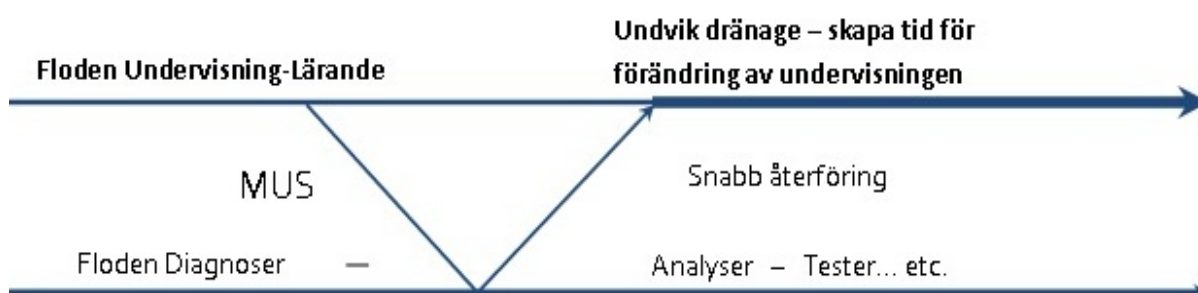 Undvik dränage – skapa tid för
Floden Undervisning-Lärande
förändring av undervisningen
MUS
Snabb återföring
Floden Diagnoser — Analyser – Tester... etc.